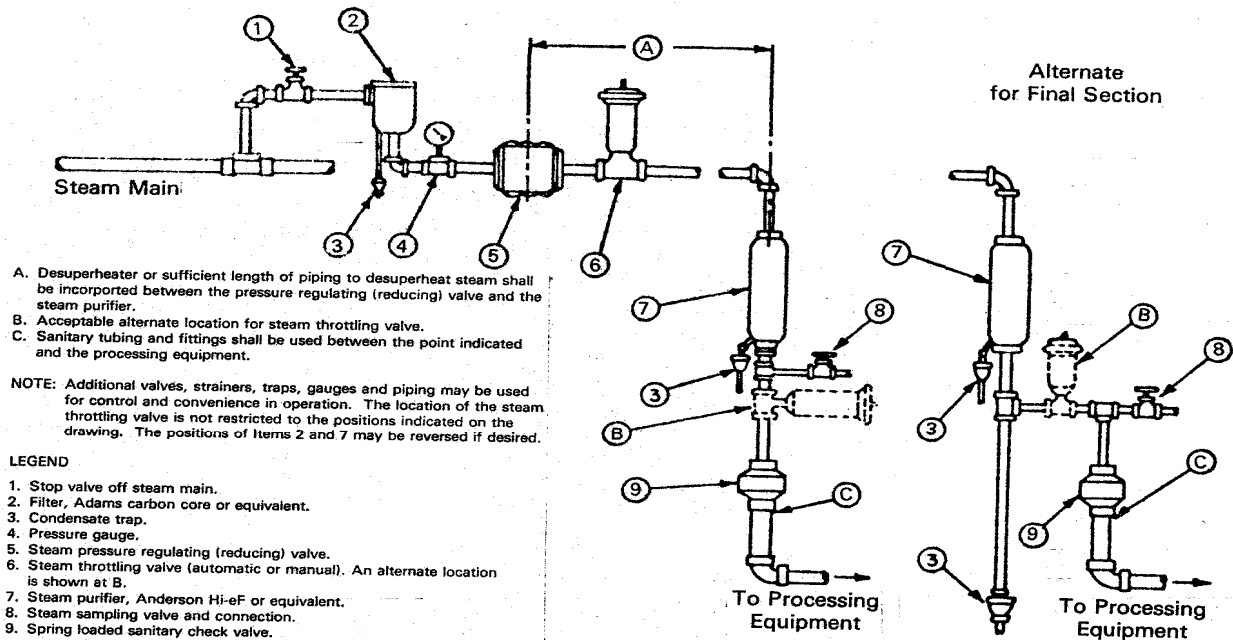 1
2
A
Alternate
for Final Section
Steam Main
3
4
5
6
7
8
3
B
9
C
To Processing
Equipment
7
B
8
3
C
9
3
To Processing
Equipment
A. Desuperheater or sufficient length of piping to desuperheat steam shall
be incorported between the pressure regulating (reducing) valve and the
steam purifier.
B. Acceptable alternate location for steam throttling valve.
C. Sanitary tubing and fittings shall be used between the point indicated
and the processing equipment.
NOTE: Additional valves, strainers, traps, gauges and piping may be used
for control and convenience in operation. The location of the steam
throttling valve is not restricted to the positions indicated on the
drawing. The positions of Items 2 and 7 may be reversed if desired.
LEGEND
1. Stop valve off steam main.
2. Filter, Adams carbon core or equivalent.
3. Condensate trap.
4. Pressure gauge.
5. Steam pressure regulating (reducing) valve.
6. Steam throttling valve (automatic or manual). An alternate location
is shown at B.
7. Steam purifier, Anderson Hi-eF or equivalent.
8. Steam sampling valve and connection.
9. Spring loaded sanitary check valve.